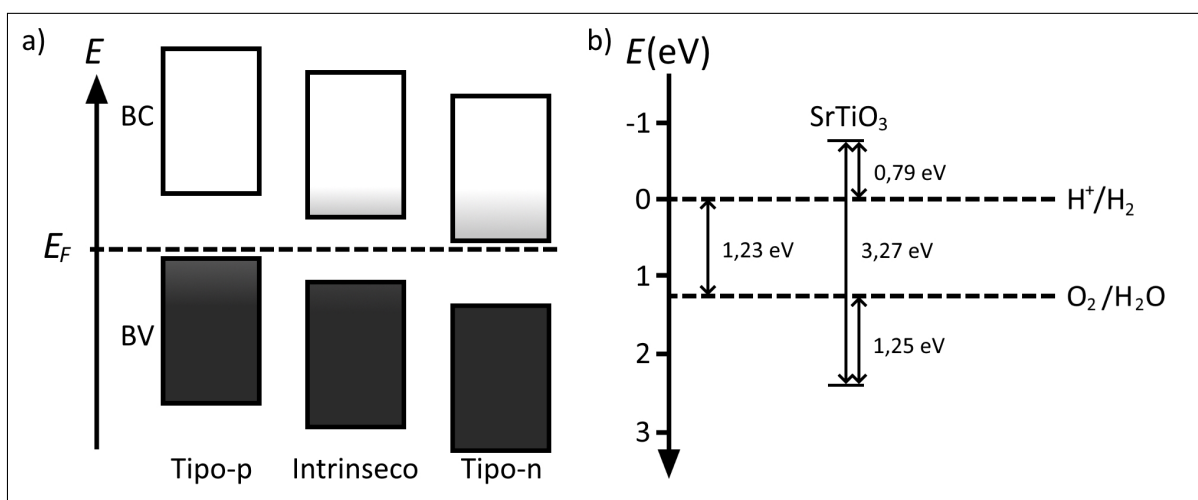 a)
E
BC
E_F
BV
Tipo-p
Intrinseco
Tipo-n
b)
E(eV)
-1
0
1
2
3
SrTiO₃
0,79 eV
H⁺/H₂
1,23 eV
3,27 eV
O₂/H₂O
1,25 eV